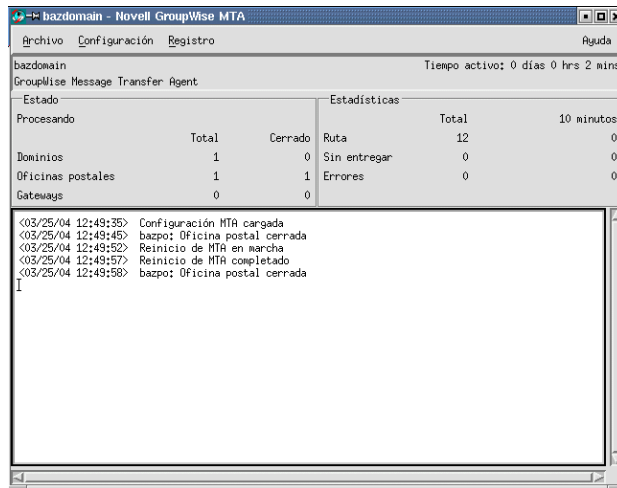 bazdomain - Novell GroupWise MTA
Archivo Configuración Registro Ayuda
bazdomain Tiempo activo: 0 días 0 hrs 2 mins
GroupWise Message Transfer Agent
Estado Estadísticas
Procesando Total 10 minutos
Total Cerrado Ruta 12 0
Dominios 1 0 Sin entregar 0 0
Oficinas postales 1 1 Errores 0 0
Gateways 0 0
<03/25/04 12:49:35> Configuración MTA cargada
<03/25/04 12:49:45> bazpo: Oficina postal cerrada
<03/25/04 12:49:52> Reinicio de MTA en marcha
<03/25/04 12:49:57> Reinicio de MTA completado
<03/25/04 12:49:58> bazpo: Oficina postal cerrada